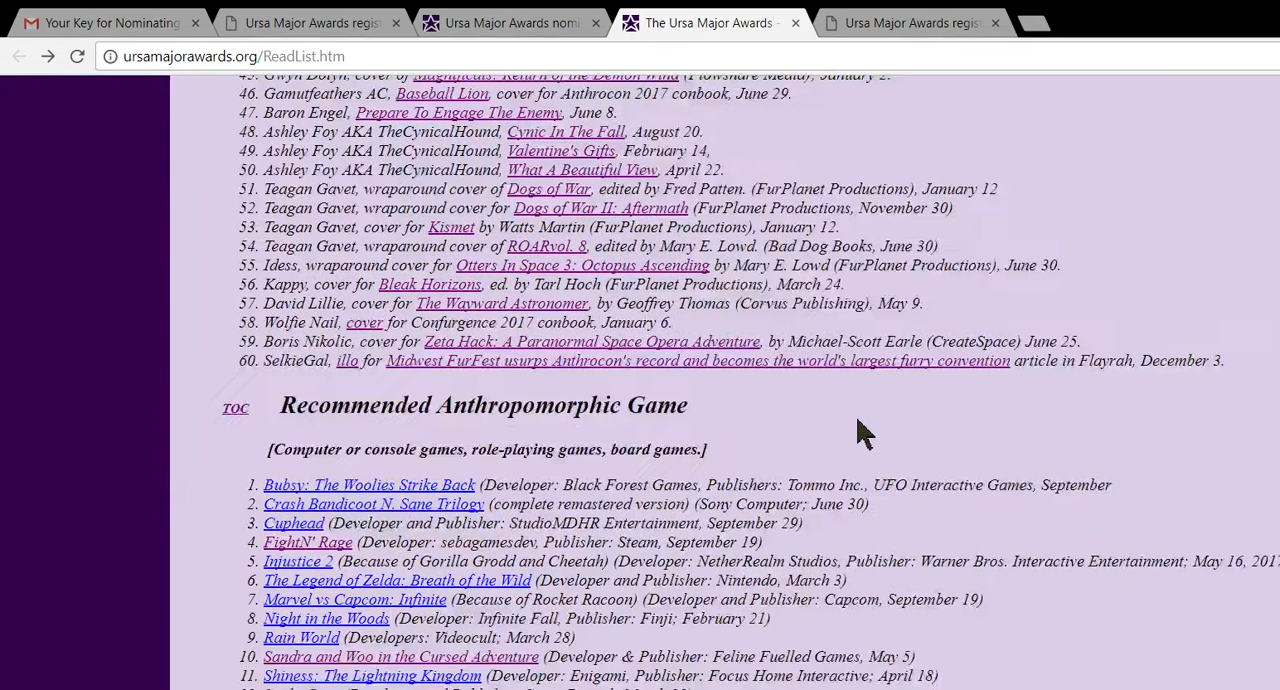 Your Key for Nominating
Ursa Major Awards regis
Ursa Major Awards nomi
The Ursa Major Awards -
Ursa Major Awards regis
ursamajorawards.org/ReadList.htm
45. Gwyn Dolyn, cover of Magnificats: Return of the Demon Wind (Plowshare Media), January 2.
46. Gamutfeathers AC, Baseball Lion, cover for Anthrocon 2017 conbook, June 29.
47. Baron Engel, Prepare To Engage The Enemy, June 8.
48. Ashley Foy AKA TheCynicalHound, Cynic In The Fall, August 20.
49. Ashley Foy AKA TheCynicalHound, Valentine's Gifts, February 14,
50. Ashley Foy AKA TheCynicalHound, What A Beautiful View, April 22.
51. Teagan Gavet, wraparound cover of Dogs of War, edited by Fred Patten. (FurPlanet Productions), January 12
52. Teagan Gavet, wraparound cover for Dogs of War II: Aftermath (FurPlanet Productions, November 30)
53. Teagan Gavet, cover for Kismet by Watts Martin (FurPlanet Productions), January 12.
54. Teagan Gavet, wraparound cover of ROARvol. 8, edited by Mary E. Lowd. (Bad Dog Books, June 30)
55. Idess, wraparound cover for Otters In Space 3: Octopus Ascending by Mary E. Lowd (FurPlanet Productions), June 30.
56. Kappy, cover for Bleak Horizons, ed. by Tarl Hoch (FurPlanet Productions), March 24.
57. David Lillie, cover for The Wayward Astronomer, by Geoffrey Thomas (Corvus Publishing), May 9.
58. Wolfie Nail, cover for Confurgence 2017 conbook, January 6.
59. Boris Nikolic, cover for Zeta Hack: A Paranormal Space Opera Adventure, by Michael-Scott Earle (CreateSpace) June 25.
60. SelkieGal, illo for Midwest FurFest usurps Anthrocon's record and becomes the world's largest furry convention article in Flayrah, December 3.
TOC Recommended Anthropomorphic Game
[Computer or console games, role-playing games, board games.]
1. Bubsy: The Woolies Strike Back (Developer: Black Forest Games, Publishers: Tommo Inc., UFO Interactive Games, September
2. Crash Bandicoot N. Sane Trilogy (complete remastered version) (Sony Computer; June 30)
3. Cuphead (Developer and Publisher: StudioMDHR Entertainment, September 29)
4. FightN' Rage (Developer: sebagamesdev, Publisher: Steam, September 19)
5. Injustice 2 (Because of Gorilla Grodd and Cheetah) (Developer: NetherRealm Studios, Publisher: Warner Bros. Interactive Entertainment; May 16, 2017
6. The Legend of Zelda: Breath of the Wild (Developer and Publisher: Nintendo, March 3)
7. Marvel vs Capcom: Infinite (Because of Rocket Racoon) (Developer and Publisher: Capcom, September 19)
8. Night in the Woods (Developer: Infinite Fall, Publisher: Finji; February 21)
9. Rain World (Developers: Videocult; March 28)
10. Sandra and Woo in the Cursed Adventure (Developer & Publisher: Feline Fuelled Games, May 5)
11. Shiness: The Lightning Kingdom (Developer: Enigami, Publisher: Focus Home Interactive; April 18)